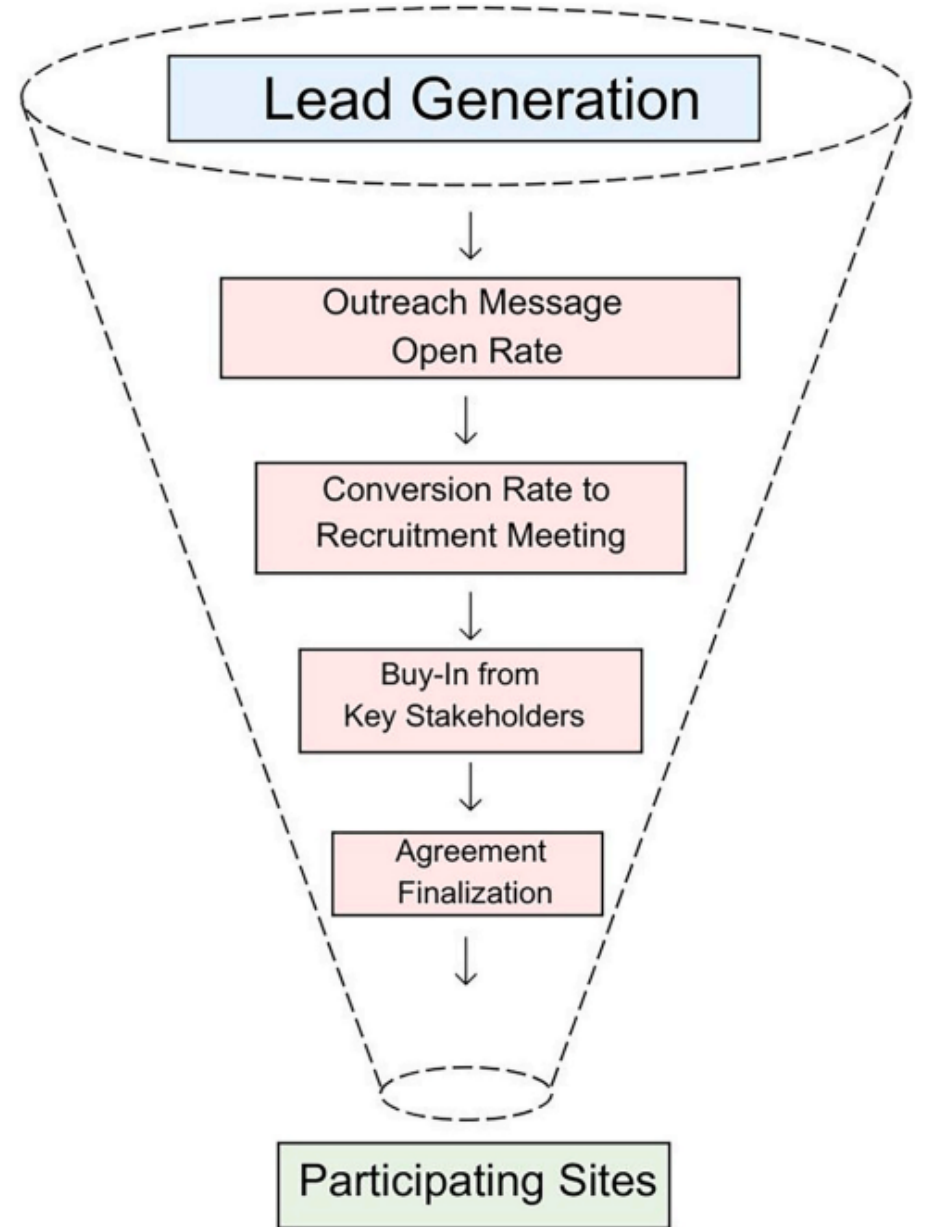 Lead Generation
Outreach Message
Open Rate
Conversion Rate to
Recruitment Meeting
Buy-In from
Key Stakeholders
Agreement
Finalization
Participating Sites